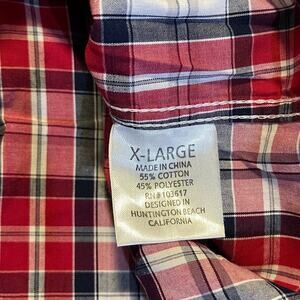 X-LARGE
MADE IN CHINA
55% COTTON
45% POLYESTER
RN# 103617
DESIGNED IN
HUNTINGTON BEACH
CALIFORNIA